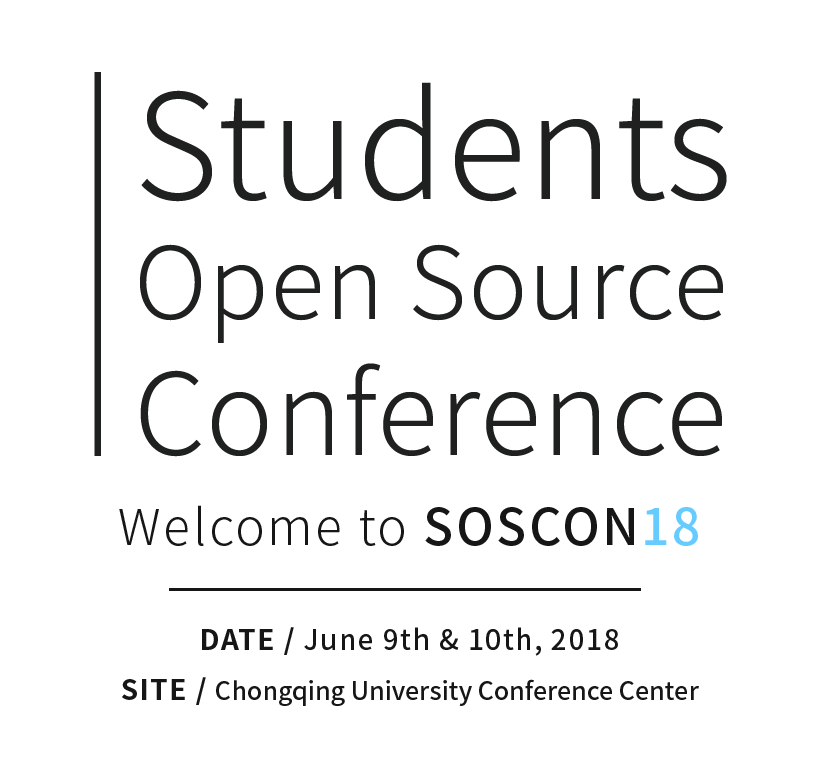 Students
Open Source
Conference
Welcome to SOSCON18
DATE / June 9th & 10th, 2018
SITE / Chongqing University Conference Center